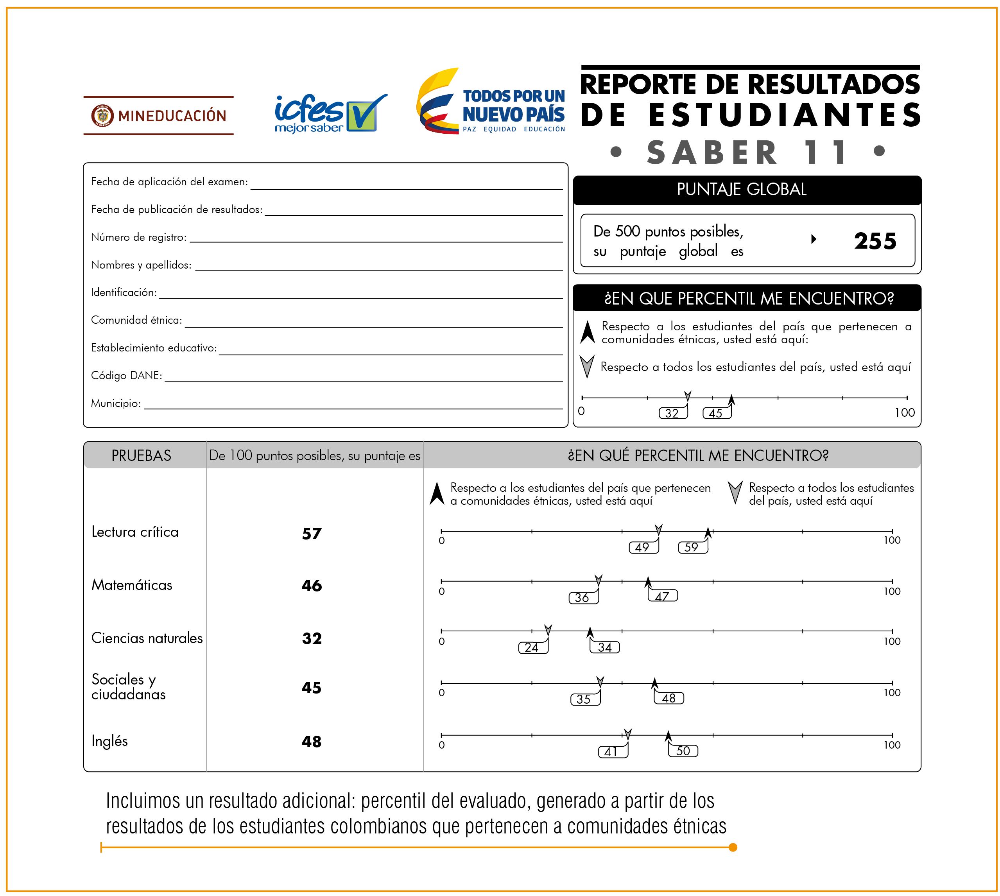 MINEDUCACIÓN
icfes
mejor saber
TODOS POR UN
NUEVO PAÍS
PAZ EQUIDAD EDUCACIÓN
REPORTE DE RESULTADOS
DE ESTUDIANTES
• SABER 11 •
Fecha de aplicación del examen:
Fecha de publicación de resultados:
Número de registro:
Nombres y apellidos:
Identificación:
Comunidad étnica:
Establecimiento educativo:
Código DANE:
Municipio:
PUNTAJE GLOBAL
De 500 puntos posibles,
su puntaje global es
255
¿EN QUE PERCENTIL ME ENCUENTRO?
Respecto a los estudiantes del país que pertenecen a
comunidades étnicas, usted está aquí:
Respecto a todos los estudiantes del país, usted está aquí
0 32 45 100
PRUEBAS
De 100 puntos posibles, su puntaje es
¿EN QUÉ PERCENTIL ME ENCUENTRO?
Respecto a los estudiantes del país que pertenecen
a comunidades étnicas, usted está aquí
Respecto a todos los estudiantes
del país, usted está aquí
Lectura crítica
57
0 49 59 100
Matemáticas
46
0 36 47 100
Ciencias naturales
32
0 24 34 100
Sociales y
ciudadanas
45
0 35 48 100
Inglés
48
0 41 50 100
Incluimos un resultado adicional: percentil del evaluado, generado a partir de los
resultados de los estudiantes colombianos que pertenecen a comunidades étnicas